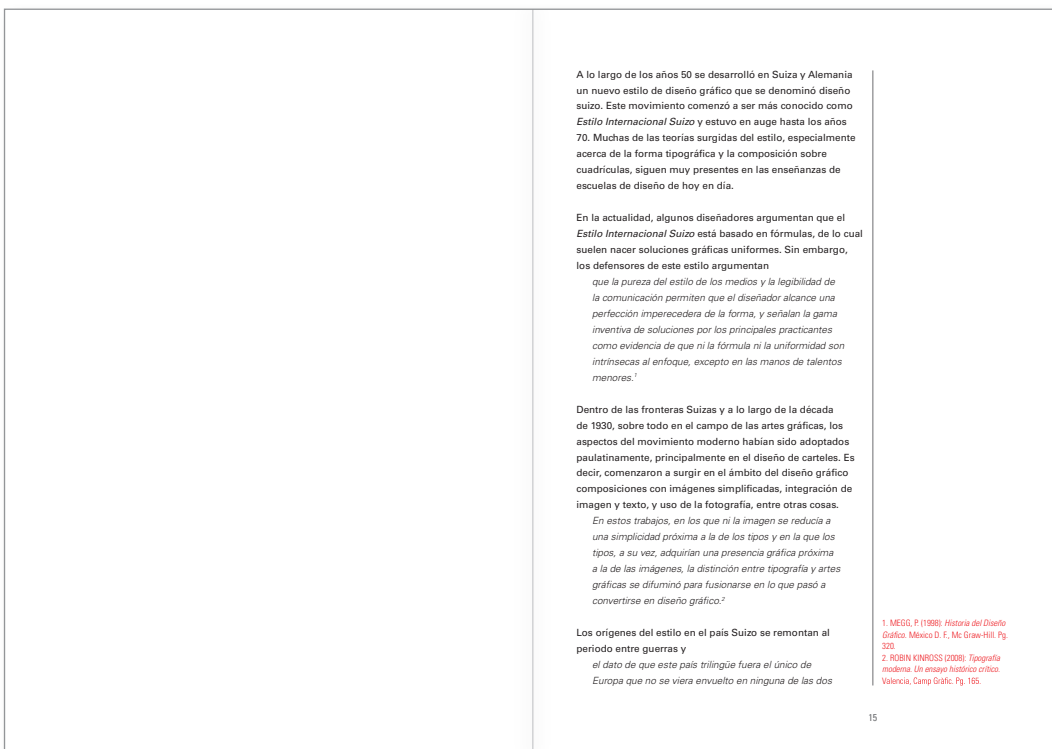 A lo largo de los años 50 se desarrolló en Suiza y Alemania
un nuevo estilo de diseño gráfico que se denominó diseño
suizo. Este movimiento comenzó a ser más conocido como
Estilo Internacional Suizo y estuvo en auge hasta los años
70. Muchas de las teorías surgidas del estilo, especialmente
acerca de la forma tipográfica y la composición sobre
cuadrículas, siguen muy presentes en las enseñanzas de
escuelas de diseño de hoy en día.
En la actualidad, algunos diseñadores argumentan que el
Estilo Internacional Suizo está basado en fórmulas, de lo cual
suelen nacer soluciones gráficas uniformes. Sin embargo,
los defensores de este estilo argumentan
que la pureza del estilo de los medios y la legibilidad de
la comunicación permiten que el diseñador alcance una
perfección imperecedera de la forma, y señalan la gama
inventiva de soluciones por los principales practicantes
como evidencia de que ni la fórmula ni la uniformidad son
intrínsecas al enfoque, excepto en las manos de talentos
menores.1
Dentro de las fronteras Suizas y a lo largo de la década
de 1930, sobre todo en el campo de las artes gráficas, los
aspectos del movimiento moderno habían sido adoptados
paulatinamente, principalmente en el diseño de carteles. Es
decir, comenzaron a surgir en el ámbito del diseño gráfico
composiciones con imágenes simplificadas, integración de
imagen y texto, y uso de la fotografía, entre otras cosas.
En estos trabajos, en los que ni la imagen se reducía a
una simplicidad próxima a la de los tipos y en la que los
tipos, a su vez, adquirían una presencia gráfica próxima
a la de las imágenes, la distinción entre tipografía y artes
gráficas se difuminó para fusionarse en lo que pasó a
convertirse en diseño gráfico.2
Los orígenes del estilo en el país Suizo se remontan al
periodo entre guerras y
el dato de que este país trilingüe fuera el único de
Europa que no se viera envuelto en ninguna de las dos
1. MEGG, P. (1998): Historia del Diseño
Gráfico. México D. F., Mc Graw-Hill. Pg.
320.
2. ROBIN KINROSS (2008): Tipografía
moderna. Un ensayo histórico crítico.
Valencia, Camp Gráfic. Pg. 165.
15